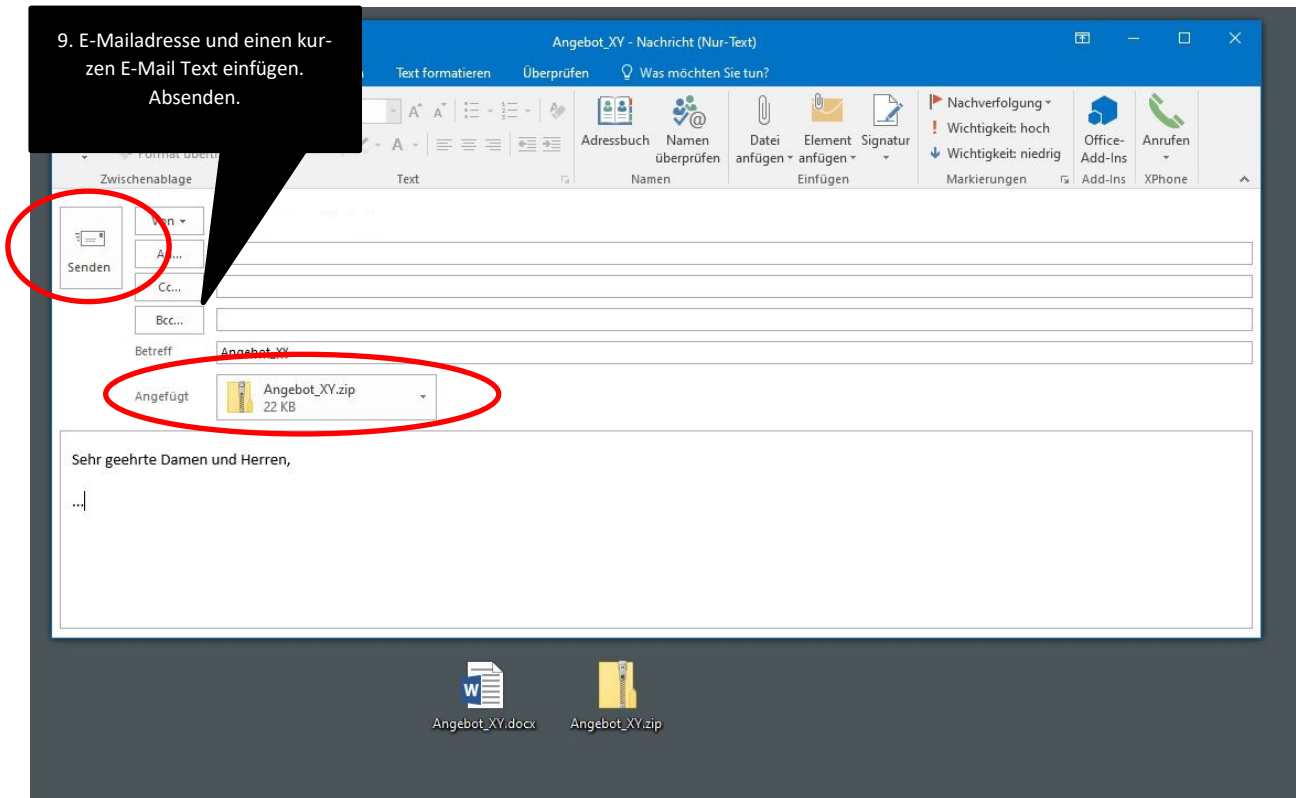 9. E-Mailadresse und einen kur-
zen E-Mail Text einfügen.
Absenden.
Angebot_XY - Nachricht (Nur-Text)
Text formatieren Überprüfen Was möchten Sie tun?
Adressbuch Namen überprüfen
Datei anfügen Element anfügen Signatur
Nachverfolgung
Wichtigkeit: hoch
Wichtigkeit: niedrig
Office-Add-Ins
Anrufen
Zwischenablage Text Namen Einfügen Markierungen Add-Ins XPhone
Senden
Von
Cc...
Bcc...
Betreff Angebot_XY
Angefügt Angebot_XY.zip
22 KB
Sehr geehrte Damen und Herren,
...
Angebot_XY.docx Angebot_XY.zip